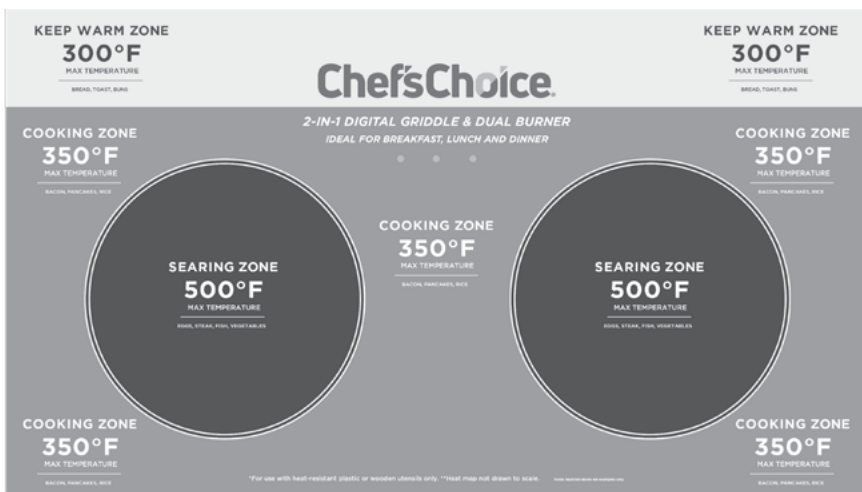 KEEP WARM ZONE
300°F
MAX TEMPERATURE
BREAD, TOAST, BUNS
KEEP WARM ZONE
300°F
MAX TEMPERATURE
BREAD, TOAST, BUNS
Chef'sChoice®
2-IN-1 DIGITAL GRIDDLE & DUAL BURNER
IDEAL FOR BREAKFAST, LUNCH AND DINNER
COOKING ZONE
350°F
MAX TEMPERATURE
BACON, PANCAKES, RICE
COOKING ZONE
350°F
MAX TEMPERATURE
BACON, PANCAKES, RICE
COOKING ZONE
350°F
MAX TEMPERATURE
BACON, PANCAKES, RICE
SEARING ZONE
500°F
MAX TEMPERATURE
EGGS, STEAK, FISH, VEGETABLES
SEARING ZONE
500°F
MAX TEMPERATURE
EGGS, STEAK, FISH, VEGETABLES
COOKING ZONE
350°F
MAX TEMPERATURE
BACON, PANCAKES, RICE
COOKING ZONE
350°F
MAX TEMPERATURE
BACON, PANCAKES, RICE
*For use with heat-resistant plastic or wooden utensils only. **Heat map not drawn to scale.